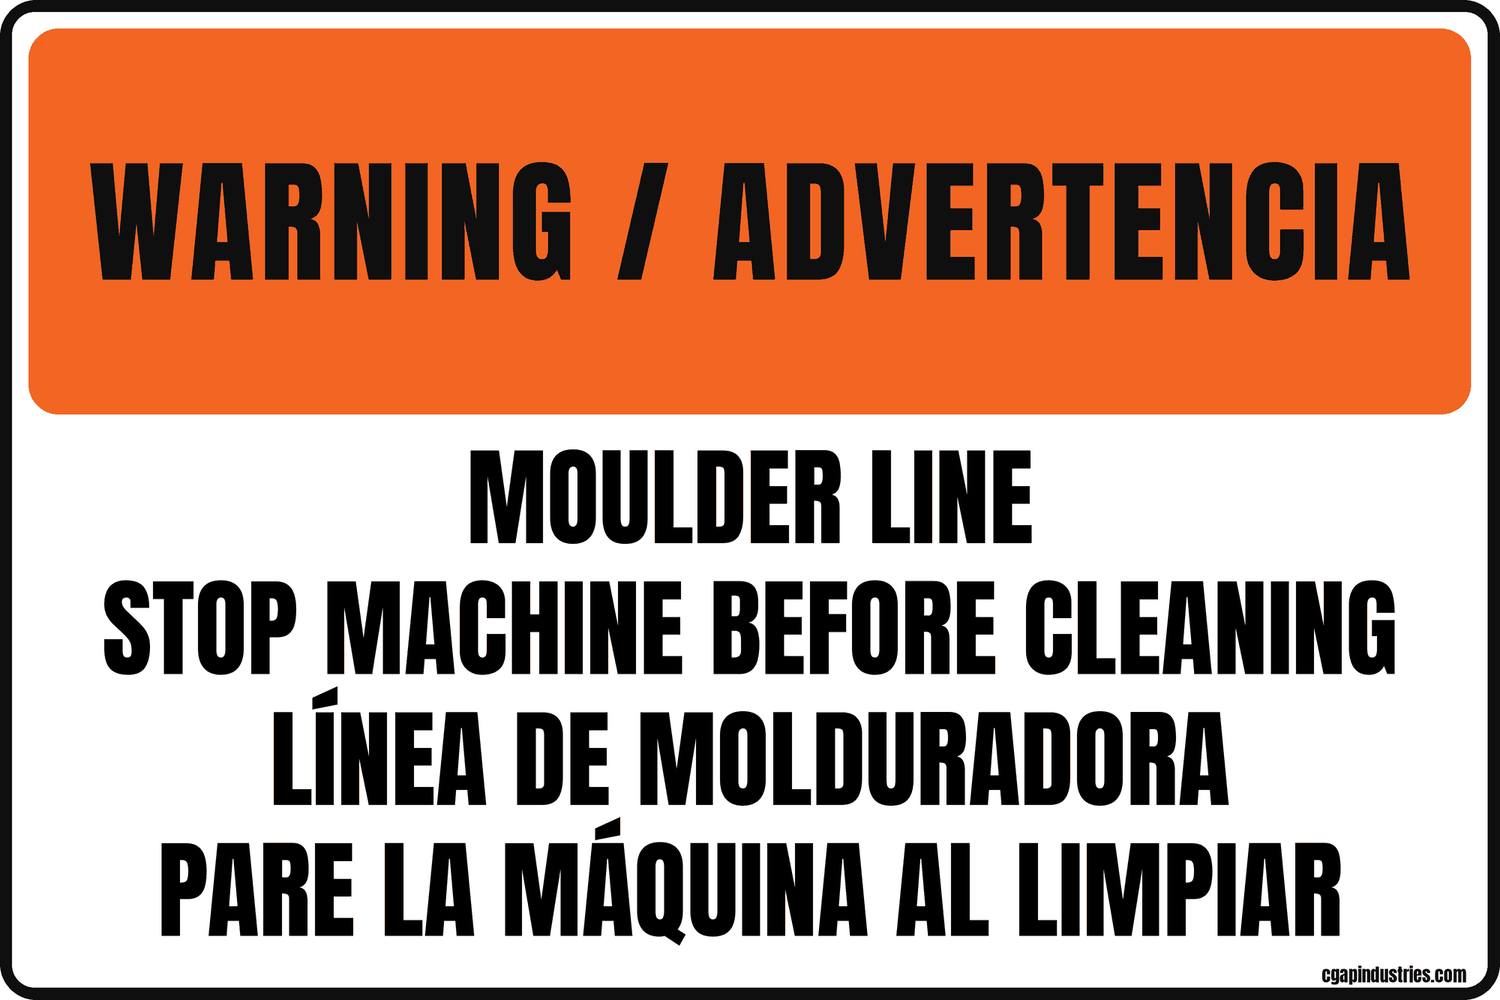 WARNING / ADVERTENCIA
MOULDER LINE
STOP MACHINE BEFORE CLEANING
LÍNEA DE MOLDURADORA
PARE LA MÁQUINA AL LIMPIAR
cgapindustries.com